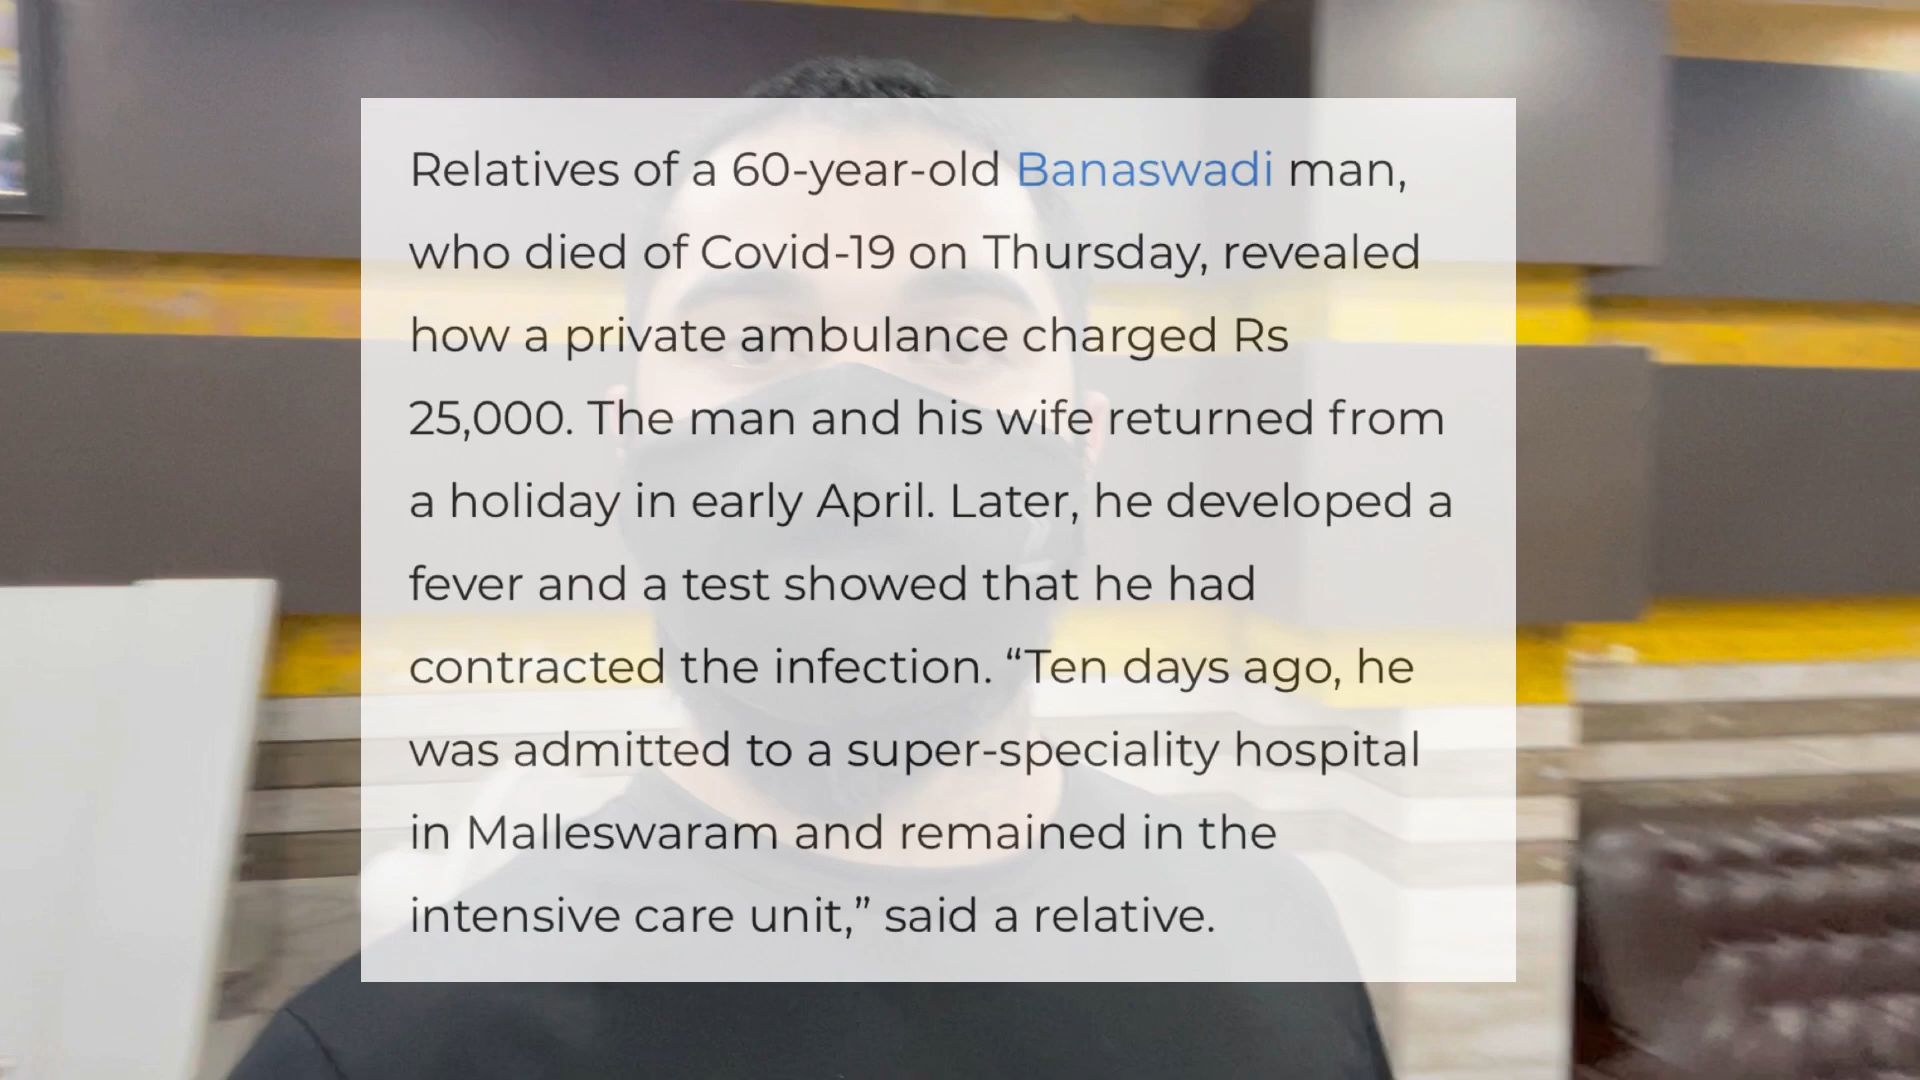 Relatives of a 60-year-old Banaswadi man,
who died of Covid-19 on Thursday, revealed
how a private ambulance charged Rs
25,000. The man and his wife returned from
a holiday in early April. Later, he developed a
fever and a test showed that he had
contracted the infection. “Ten days ago, he
was admitted to a super-speciality hospital
in Malleswaram and remained in the
intensive care unit,” said a relative.